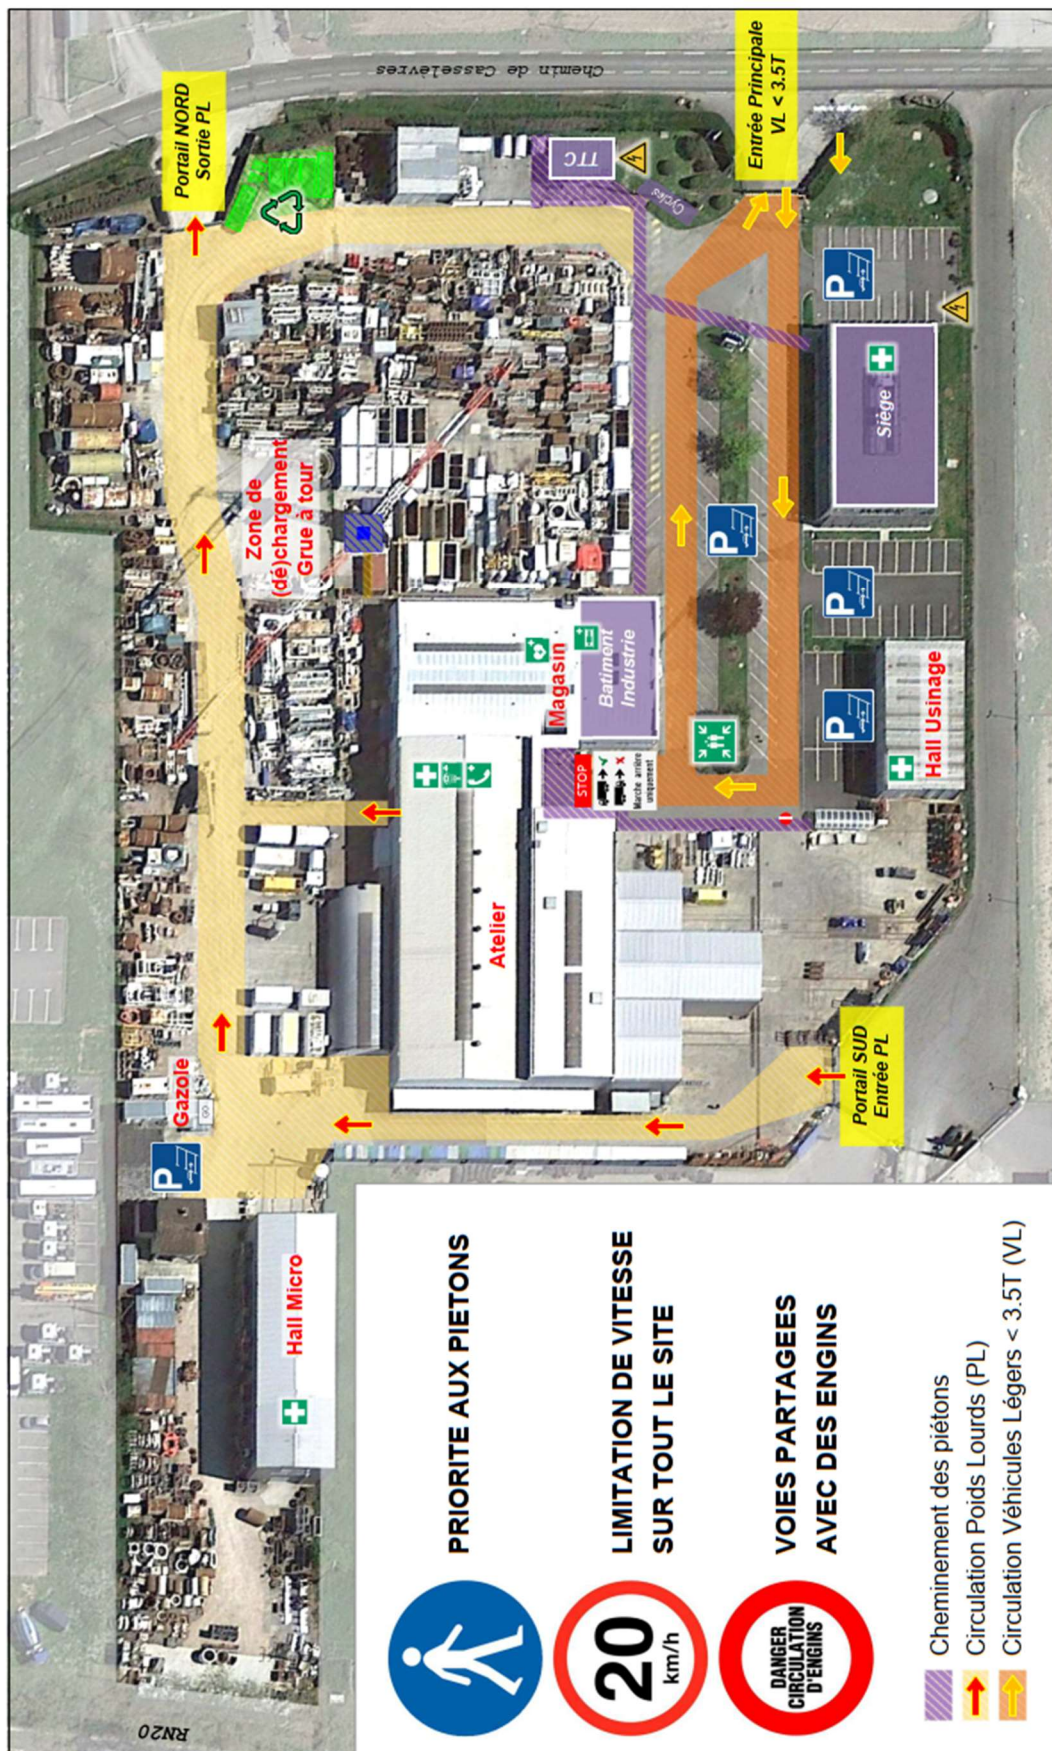 Chemin de Casselèvres
Portail NORD
Sortie PL
Entrée Principale
VL < 3.5T
TTC
Cycles
P
Siège
Zone de
(dé)chargement
Grue à tour
P
P
Magasin
Batiment
Industrie
P
Hall Usinage
STOP
Marche arrière
uniquement
Atelier
Gazole
GO
P
Portail SUD
Entrée PL
Hall Micro
RN20
PRIORITE AUX PIETONS
20
km/h
LIMITATION DE VITESSE
SUR TOUT LE SITE
DANGER
CIRCULATION
D'ENGINS
VOIES PARTAGEES
AVEC DES ENGINS
Cheminement des piétons
Circulation Poids Lourds (PL)
Circulation Véhicules Légers < 3.5T (VL)